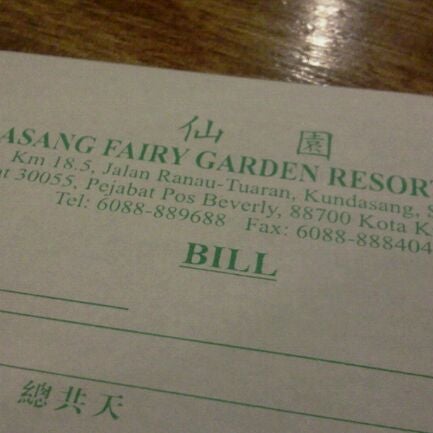 仙園
ASANG FAIRY GARDEN RESORT
Km 18.5, Jalan Ranau-Tuaran, Kundasang, S
at 30055, Pejabat Pos Beverly, 88700 Kota K
Tel: 6088-889688 Fax: 6088-888404
BILL
總共天